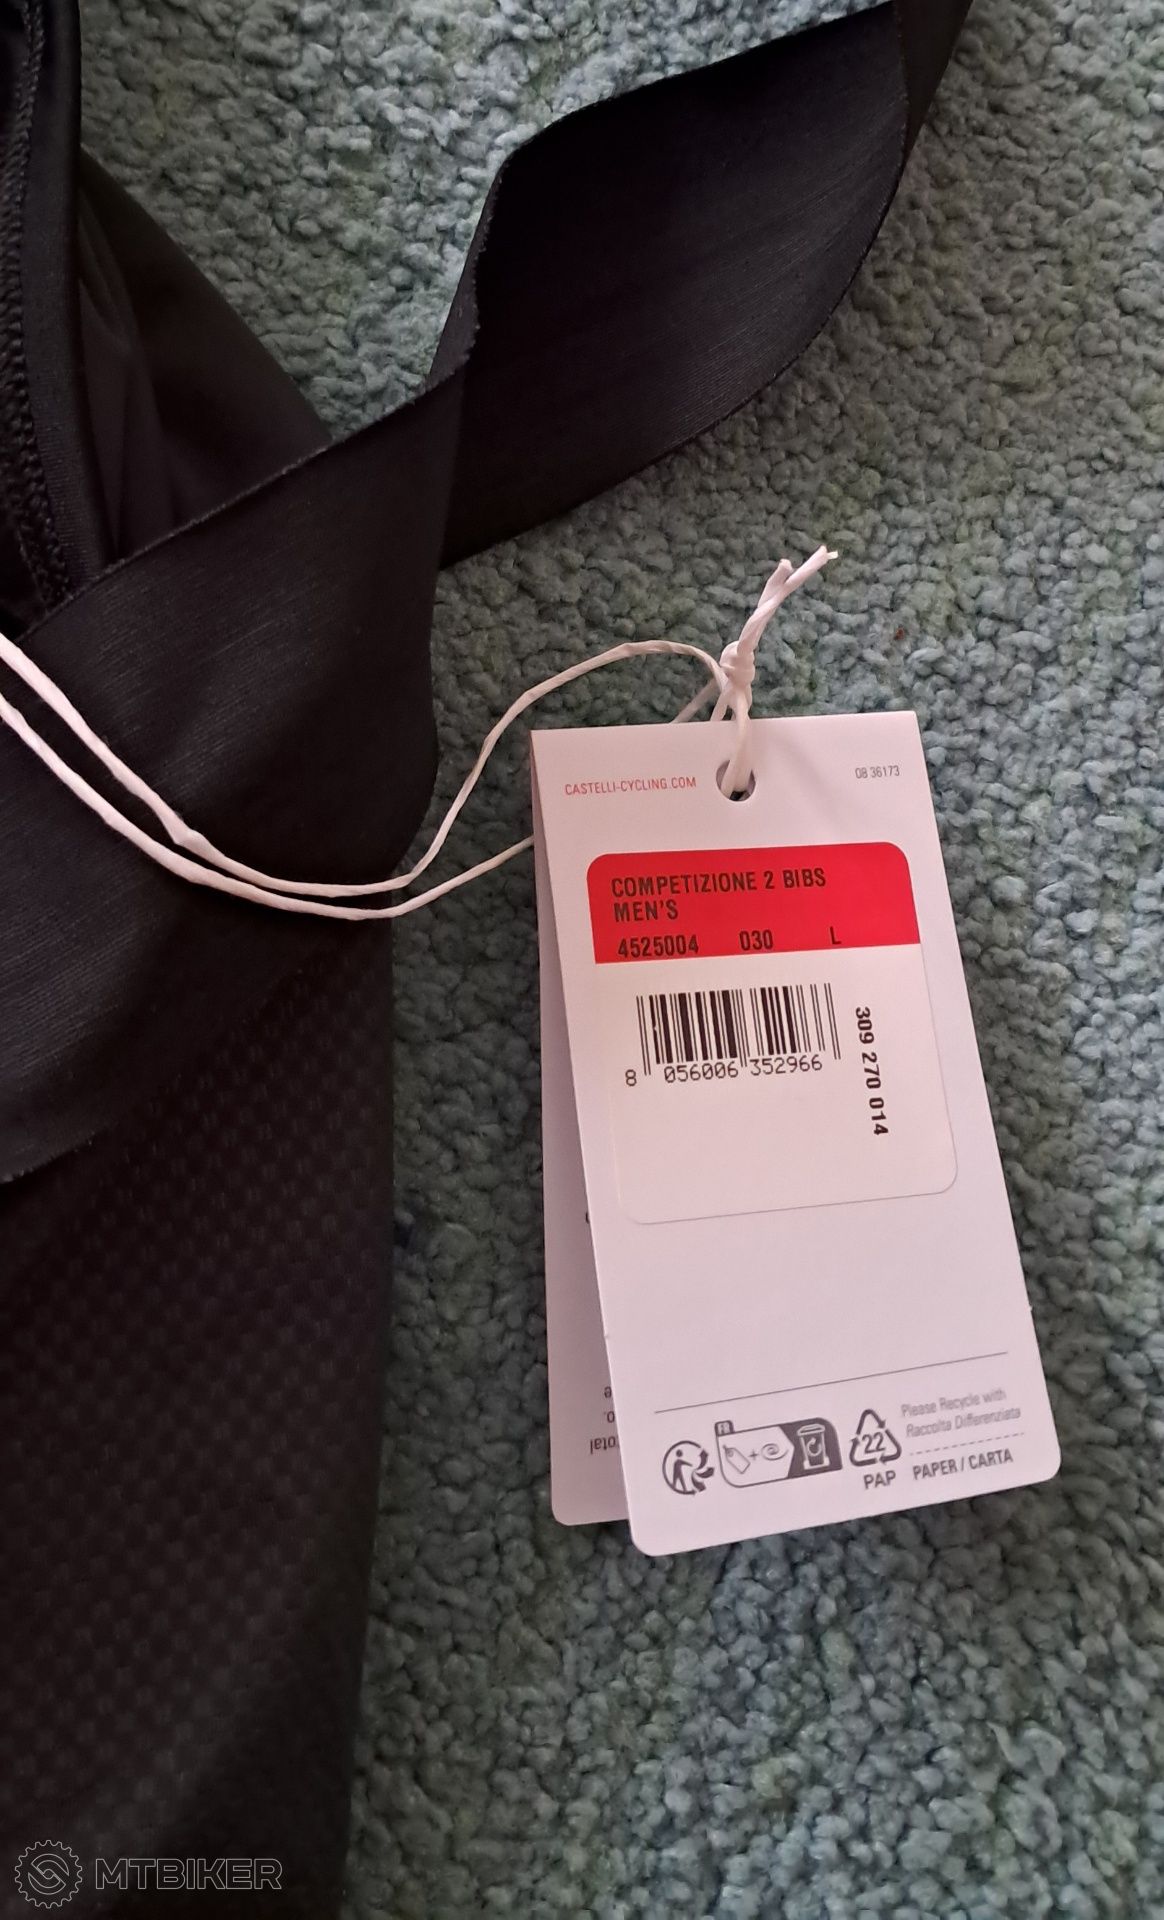 CASTELLI-CYCLING.COM
08 36173
COMPETIZIONE 2 BIBS
MEN'S
4525004 030 L
8 056006 352966
309 270 014
FR
22
PAP
Please Recycle with
Raccolta Differenziata
PAPER / CARTA
MTBIKER